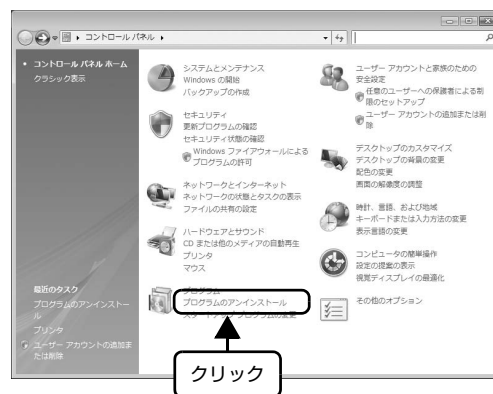 コントロール パネル
コントロール パネル ホーム
クラシック表示
システムとメンテナンス
Windows の開始
バックアップの作成
セキュリティ
更新プログラムの確認
セキュリティ状態の確認
Windows ファイアウォールによる
プログラムの許可
ネットワークとインターネット
ネットワークの状態とタスクの表示
ファイルの共有の設定
ハードウェアとサウンド
CD または他のメディアの自動再生
プリンタ
マウス
プログラム
プログラムのアンインストール
スタートアップ プログラムの変更
ユーザー アカウントと家族のための
安全設定
任意のユーザーへの保護者による制
限のセットアップ
ユーザー アカウントの追加または削
除
デスクトップのカスタマイズ
デスクトップの背景の変更
配色の変更
画面の解像度の調整
時計、言語、および地域
キーボードまたは入力方法の変更
表示言語の変更
コンピュータの簡単操作
設定の提案の表示
視覚ディスプレイの最適化
その他のオプション
最近のタスク
プログラムのアンインストー
ル
プリンタ
ユーザー アカウントの追加ま
たは削除
クリック